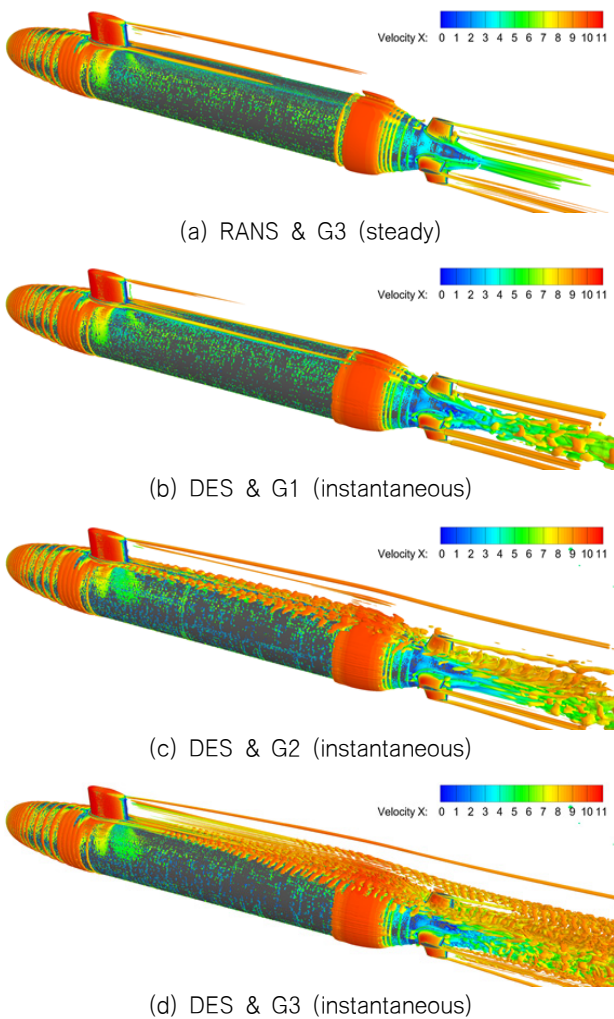 Velocity X: 0 1 2 3 4 5 6 7 8 9 10 11
(a) RANS & G3 (steady)
Velocity X: 0 1 2 3 4 5 6 7 8 9 10 11
(b) DES & G1 (instantaneous)
Velocity X: 0 1 2 3 4 5 6 7 8 9 10 11
(c) DES & G2 (instantaneous)
Velocity X: 0 1 2 3 4 5 6 7 8 9 10 11
(d) DES & G3 (instantaneous)